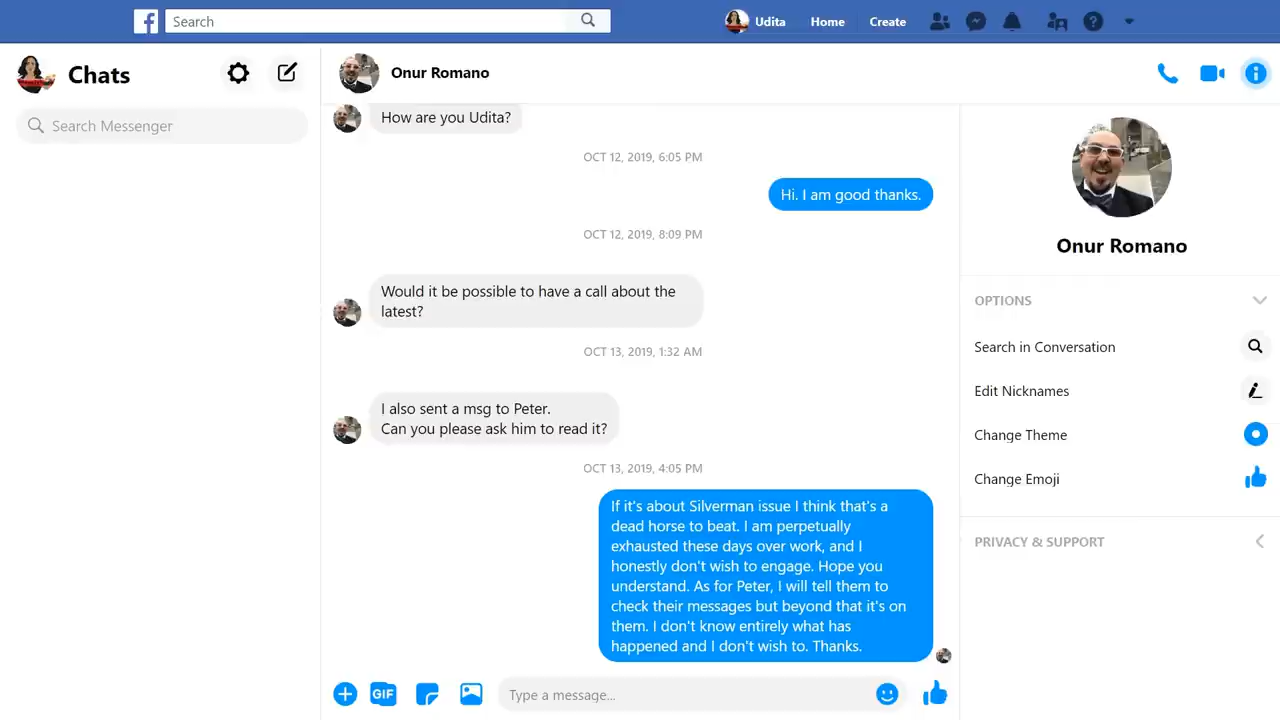 Search
Udita
Home
Create
Chats
Search Messenger
Onur Romano
How are you Udita?
OCT 12, 2019, 6:05 PM
Hi. I am good thanks.
OCT 12, 2019, 8:09 PM
Would it be possible to have a call about the
latest?
OCT 13, 2019, 1:32 AM
I also sent a msg to Peter.
Can you please ask him to read it?
OCT 13, 2019, 4:05 PM
If it's about Silverman issue I think that's a
dead horse to beat. I am perpetually
exhausted these days over work, and I
honestly don't wish to engage. Hope you
understand. As for Peter, I will tell them to
check their messages but beyond that it's on
them. I don't know entirely what has
happened and I don't wish to. Thanks.
GIF
Type a message...
Onur Romano
OPTIONS
Search in Conversation
Edit Nicknames
Change Theme
Change Emoji
PRIVACY & SUPPORT